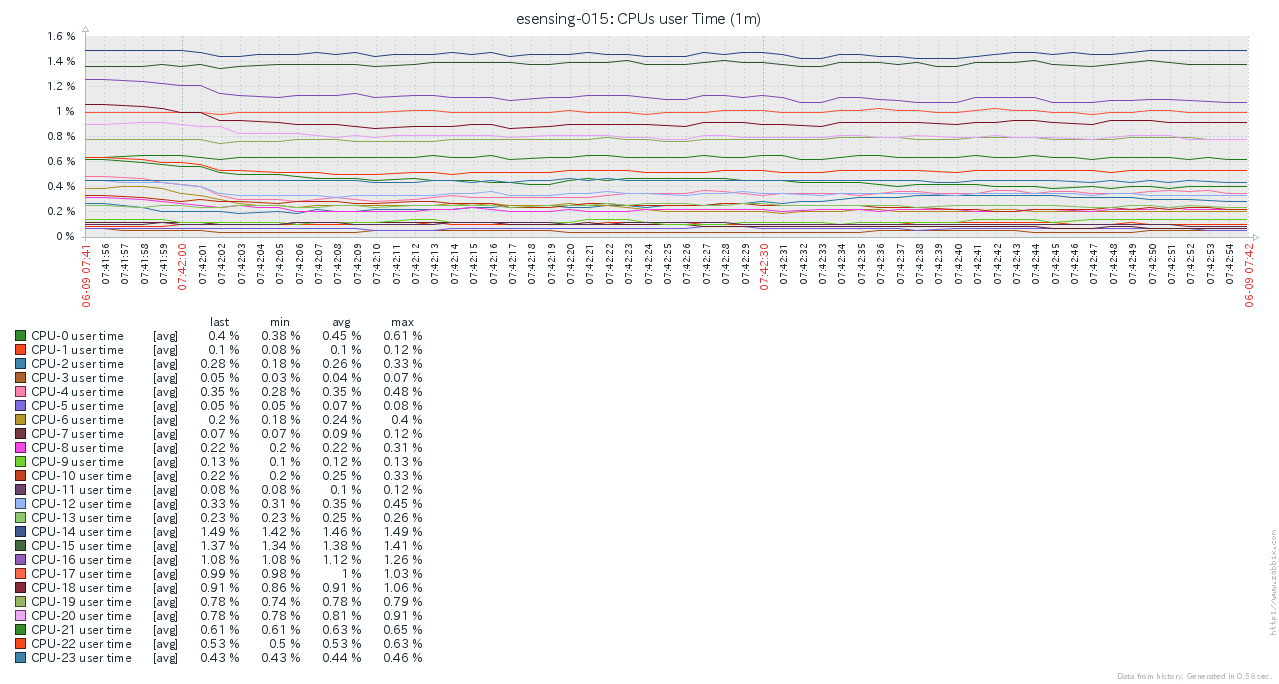 esensing-015: CPUs user Time (1m)
1.6 %
1.4 %
1.2 %
1 %
0.8 %
0.6 %
0.4 %
0.2 %
0 %
06-09 07:41
07:41:56
07:41:57
07:41:58
07:41:59
07:42:00
07:42:01
07:42:02
07:42:03
07:42:04
07:42:05
07:42:06
07:42:07
07:42:08
07:42:09
07:42:10
07:42:11
07:42:12
07:42:13
07:42:14
07:42:15
07:42:16
07:42:17
07:42:18
07:42:19
07:42:20
07:42:21
07:42:22
07:42:23
07:42:24
07:42:25
07:42:26
07:42:27
07:42:28
07:42:29
07:42:30
07:42:31
07:42:32
07:42:33
07:42:34
07:42:35
07:42:36
07:42:37
07:42:38
07:42:39
07:42:40
07:42:41
07:42:42
07:42:43
07:42:44
07:42:45
07:42:46
07:42:47
07:42:48
07:42:49
07:42:50
07:42:51
07:42:52
07:42:53
07:42:54
06-09 07:42
last min avg max
CPU-0 user time [avg] 0.4 % 0.38 % 0.45 % 0.61 %
CPU-1 user time [avg] 0.1 % 0.08 % 0.1 % 0.12 %
CPU-2 user time [avg] 0.28 % 0.18 % 0.26 % 0.33 %
CPU-3 user time [avg] 0.05 % 0.03 % 0.04 % 0.07 %
CPU-4 user time [avg] 0.35 % 0.28 % 0.35 % 0.48 %
CPU-5 user time [avg] 0.05 % 0.05 % 0.07 % 0.08 %
CPU-6 user time [avg] 0.2 % 0.18 % 0.24 % 0.4 %
CPU-7 user time [avg] 0.07 % 0.07 % 0.09 % 0.12 %
CPU-8 user time [avg] 0.22 % 0.2 % 0.22 % 0.31 %
CPU-9 user time [avg] 0.13 % 0.1 % 0.12 % 0.13 %
CPU-10 user time [avg] 0.22 % 0.2 % 0.25 % 0.33 %
CPU-11 user time [avg] 0.08 % 0.08 % 0.1 % 0.12 %
CPU-12 user time [avg] 0.33 % 0.31 % 0.35 % 0.45 %
CPU-13 user time [avg] 0.23 % 0.23 % 0.25 % 0.26 %
CPU-14 user time [avg] 1.49 % 1.42 % 1.46 % 1.49 %
CPU-15 user time [avg] 1.37 % 1.34 % 1.38 % 1.41 %
CPU-16 user time [avg] 1.08 % 1.08 % 1.12 % 1.26 %
CPU-17 user time [avg] 0.99 % 0.98 % 1 % 1.03 %
CPU-18 user time [avg] 0.91 % 0.86 % 0.91 % 1.06 %
CPU-19 user time [avg] 0.78 % 0.74 % 0.78 % 0.79 %
CPU-20 user time [avg] 0.78 % 0.78 % 0.81 % 0.91 %
CPU-21 user time [avg] 0.61 % 0.61 % 0.63 % 0.65 %
CPU-22 user time [avg] 0.53 % 0.5 % 0.53 % 0.63 %
CPU-23 user time [avg] 0.43 % 0.43 % 0.44 % 0.46 %
http://www.zabbix.com
Data from history. Generated in 0.56 sec.